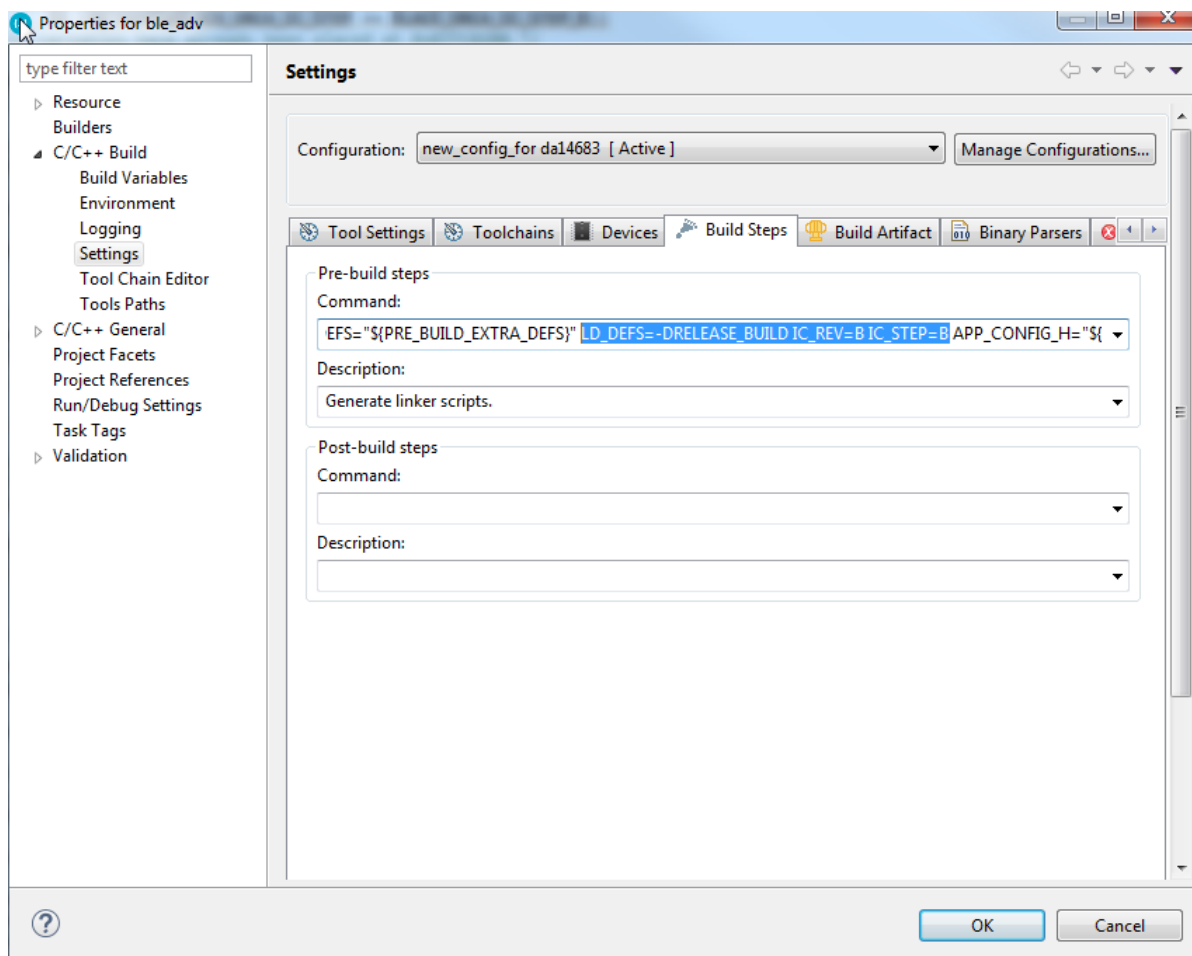 Properties for ble_adv
type filter text
Settings
Resource
Builders
C/C++ Build
Build Variables
Environment
Logging
Settings
Tool Chain Editor
Tools Paths
C/C++ General
Project Facets
Project References
Run/Debug Settings
Task Tags
Validation
Configuration: new_config_for da14683 [ Active ] Manage Configurations...
Tool Settings Toolchains Devices Build Steps Build Artifact Binary Parsers
Pre-build steps
Command:
EFS="${PRE_BUILD_EXTRA_DEFS}" LD_DEFS=-DRELEASE_BUILD IC_REV=B IC_STEP=B APP_CONFIG_H="${
Description:
Generate linker scripts.
Post-build steps
Command:
Description:
OK Cancel